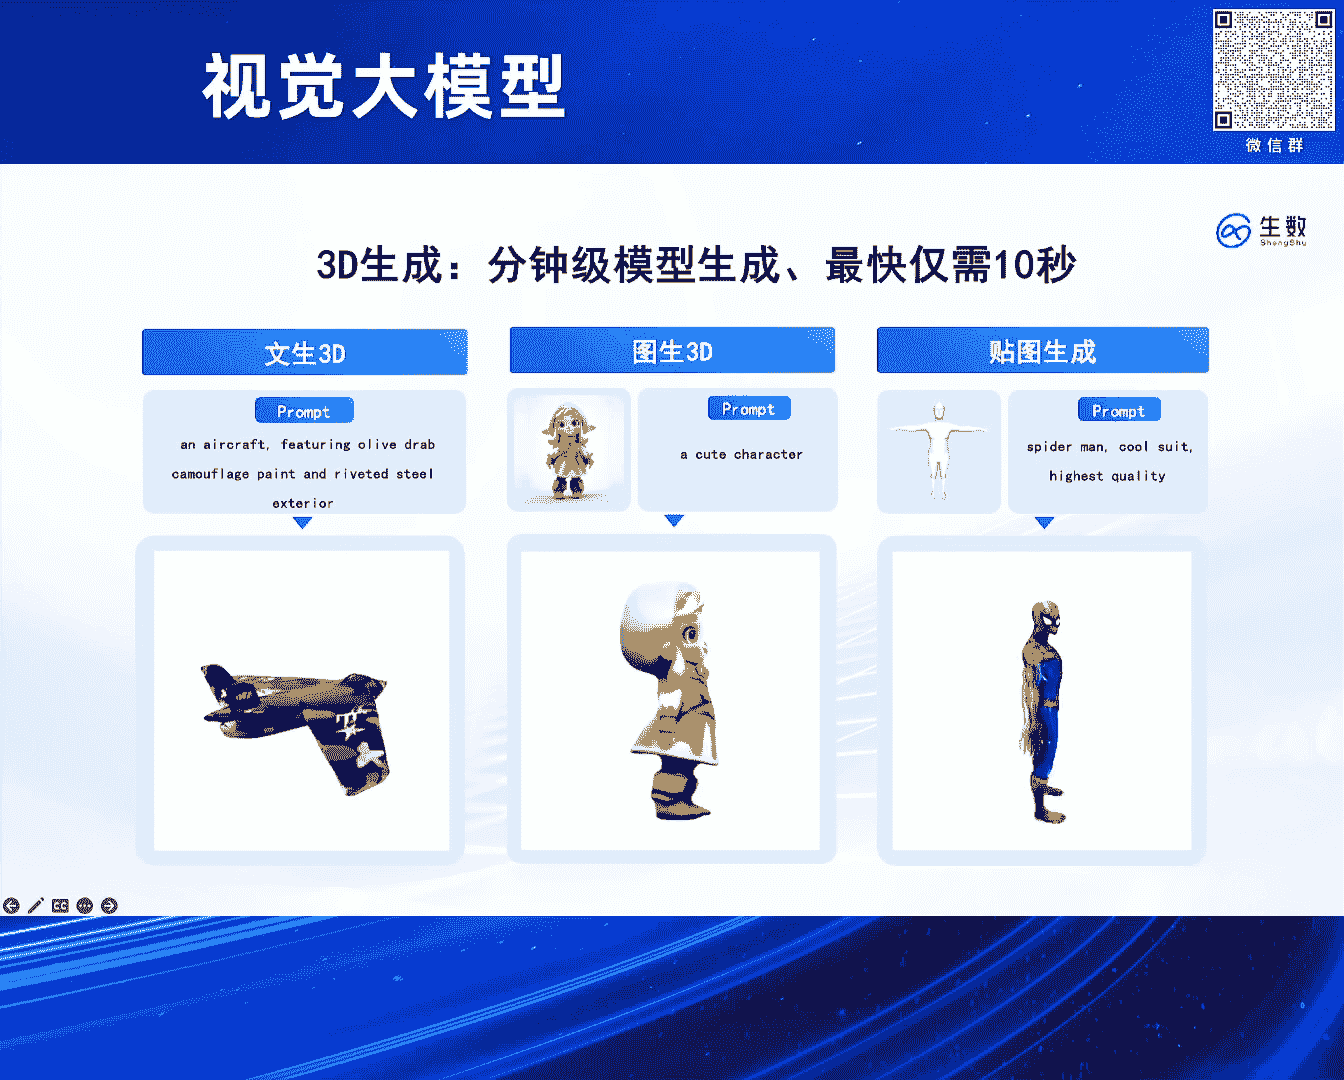 视觉大模型
微信群
生数
ShengShu
3D生成：分钟级模型生成、最快仅需10秒
文生3D
Prompt
an aircraft, featuring olive drab
camouflage paint and riveted steel
exterior
图生3D
Prompt
a cute character
贴图生成
Prompt
spider man, cool suit,
highest quality